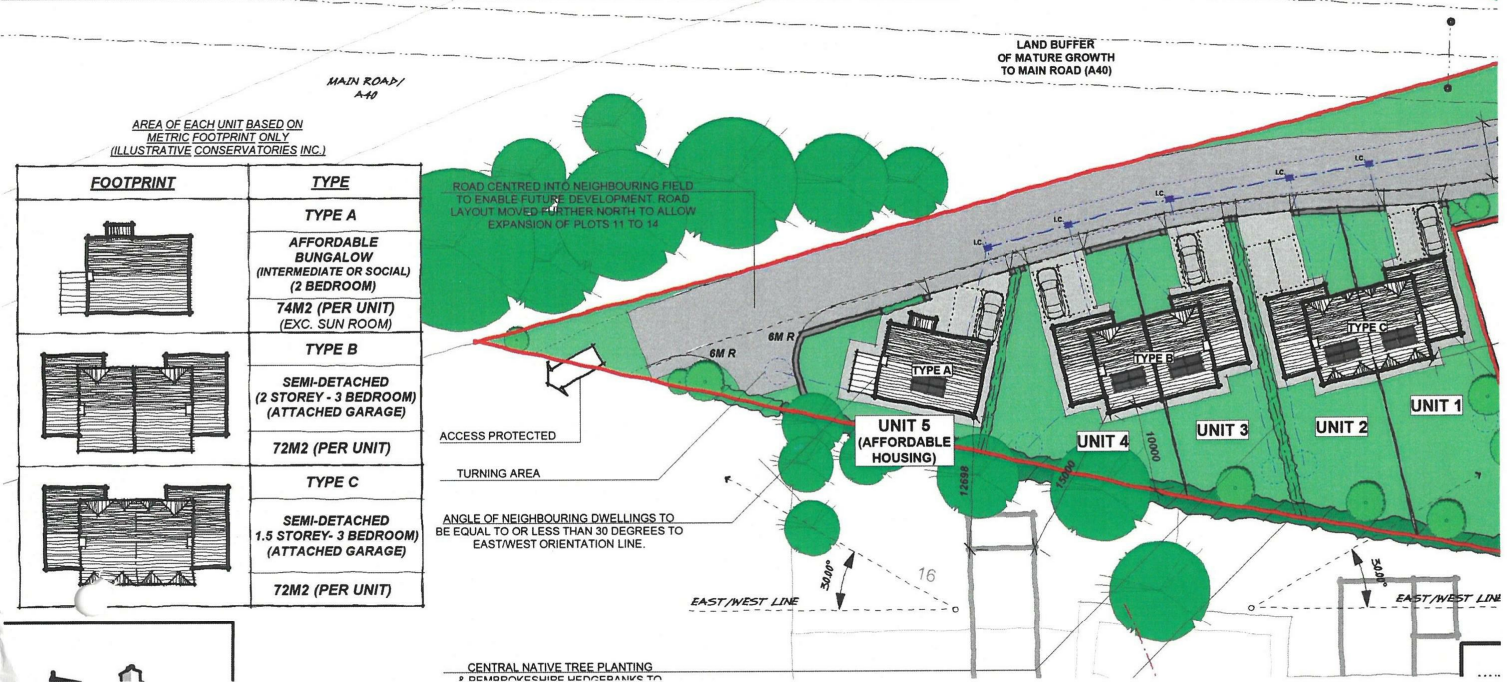 MAIN ROAD/
A40
LAND BUFFER
OF MATURE GROWTH
TO MAIN ROAD (A40)
AREA OF EACH UNIT BASED ON
METRIC FOOTPRINT ONLY
(ILLUSTRATIVE CONSERVATORIES INC.)
FOOTPRINT
TYPE
TYPE A
AFFORDABLE
BUNGALOW
(INTERMEDIATE OR SOCIAL)
(2 BEDROOM)
74M2 (PER UNIT)
(EXC. SUN ROOM)
TYPE B
SEMI-DETACHED
(2 STOREY - 3 BEDROOM)
(ATTACHED GARAGE)
72M2 (PER UNIT)
TYPE C
SEMI-DETACHED
1.5 STOREY- 3 BEDROOM)
(ATTACHED GARAGE)
72M2 (PER UNIT)
ROAD CENTRED INTO NEIGHBOURING FIELD
TO ENABLE FUTURE DEVELOPMENT. ROAD
LAYOUT MOVED FURTHER NORTH TO ALLOW
EXPANSION OF PLOTS 11 TO 14
I.C.
I.C.
I.C.
I.C.
I.C.
6M R
6M R
TYPE A
TYPE B
TYPE C
UNIT 5
(AFFORDABLE
HOUSING)
UNIT 4
UNIT 3
UNIT 2
UNIT 1
10000
12698
15000
ACCESS PROTECTED
TURNING AREA
ANGLE OF NEIGHBOURING DWELLINGS TO
BE EQUAL TO OR LESS THAN 30 DEGREES TO
EAST/WEST ORIENTATION LINE.
16
30.00°
EAST/WEST LINE
30.00°
EAST/WEST LINE
CENTRAL NATIVE TREE PLANTING
& PEMBROKESHIRE HEDGEBANKS TO